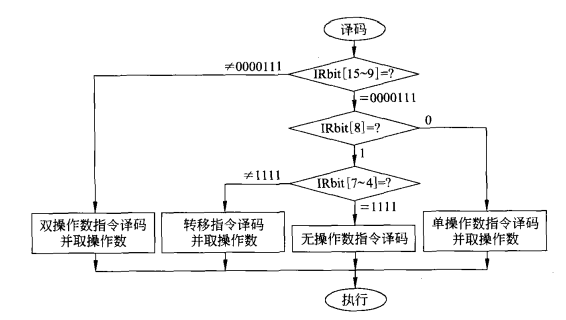 译码
≠0000111
IRbit[15~9]=?
=0000111
IRbit[8]=?
0
1
≠1111
IRbit[7~4]=?
=1111
双操作数指令译码
并取操作数
转移指令译码
并取操作数
无操作数指令译码
单操作数指令译码
并取操作数
执行